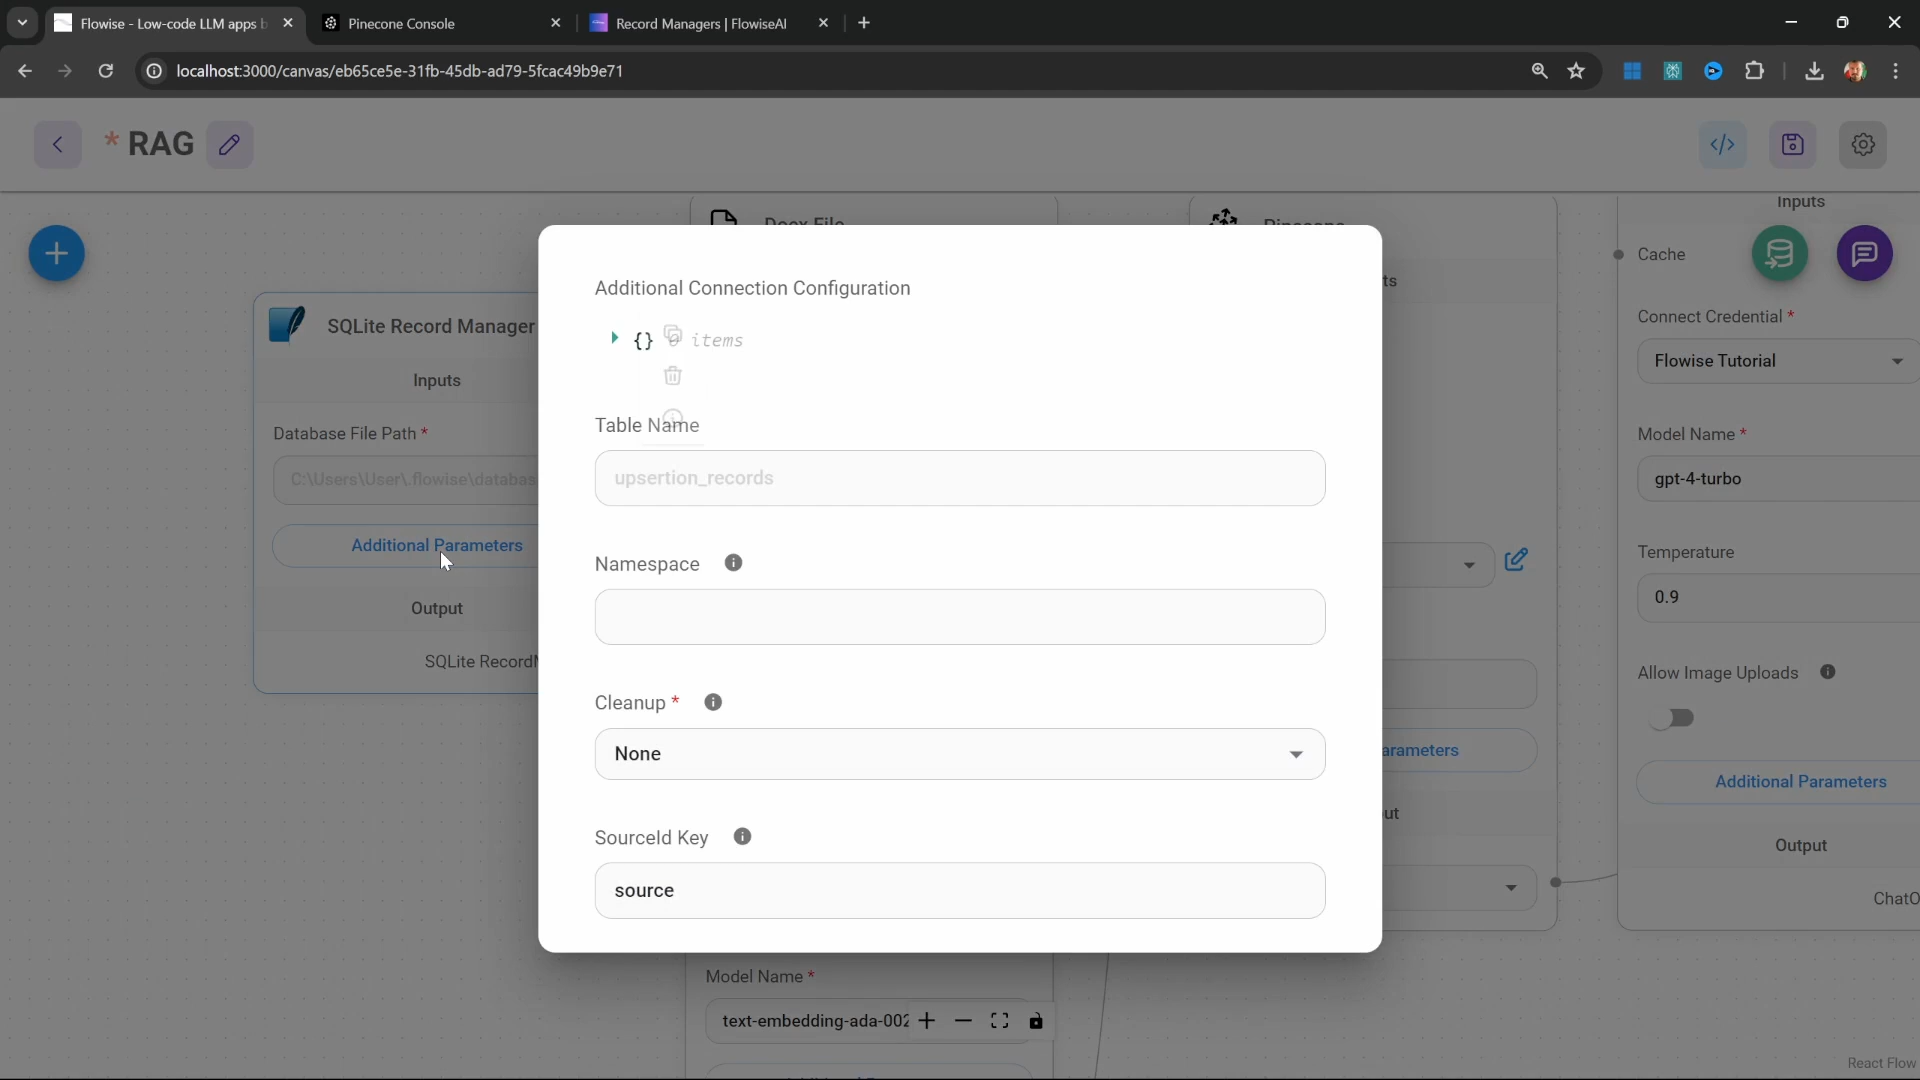 Flowise - Low-code LLM apps b
Pinecone Console
Record Managers | FlowiseAI
localhost:3000/canvas/eb65ce5e-31fb-45db-ad79-5fcac49b9e71
* RAG
</>
Docx File
Pinecone
Inputs
Cache
Connect Credential *
Flowise Tutorial
Model Name *
gpt-4-turbo
Temperature
0.9
Allow Image Uploads
Additional Parameters
Output
ChatO
SQLite Record Manager
Inputs
Database File Path *
C:\Users\User\.flowise\databas
Additional Parameters
Output
SQLite RecordM
Additional Connection Configuration
{} 0 items
Table Name
upsertion_records
Namespace
Cleanup *
None
SourceId Key
source
ts
arameters
ut
Model Name *
text-embedding-ada-002
React Flow